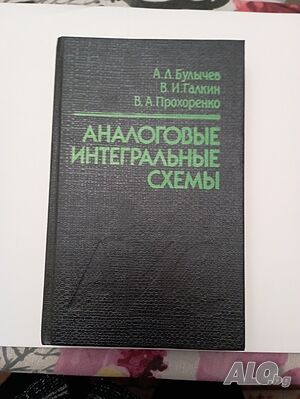 А.Л.Булычев
В.И.Галкин
В.А.Прохоренко
АНАЛОГОВЫЕ
ИНТЕГРАЛЬНЫЕ
СХЕМЫ
ALO.bg